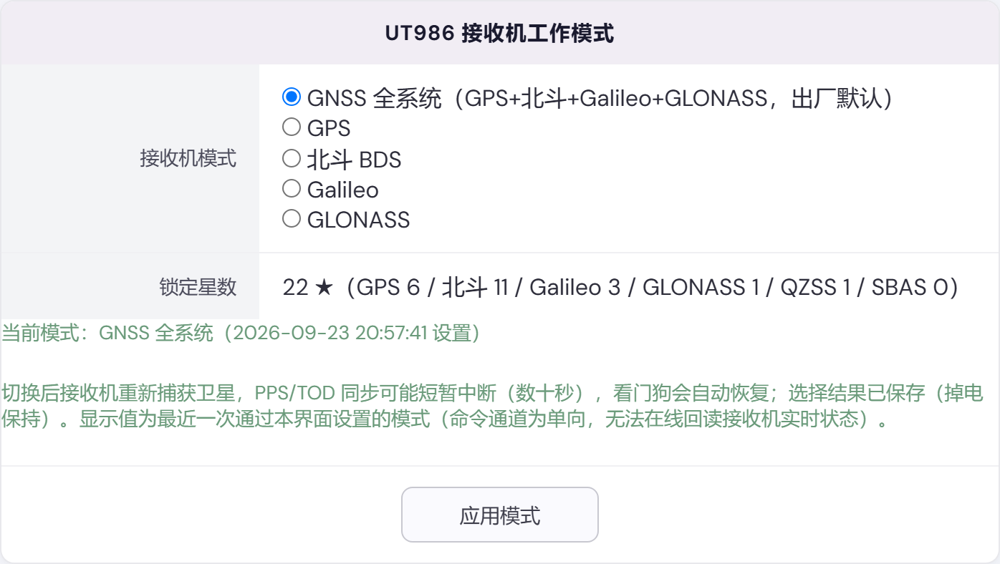 UT986 接收机工作模式
GNSS 全系统（GPS+北斗+Galileo+GLONASS，出厂默认）
GPS
接收机模式
北斗 BDS
Galileo
GLONASS
锁定星数
22 ★（GPS 6 / 北斗 11 / Galileo 3 / GLONASS 1 / QZSS 1 / SBAS 0）
当前模式：GNSS 全系统（2026-09-23 20:57:41 设置）
切换后接收机重新捕获卫星，PPS/TOD 同步可能短暂中断（数十秒），看门狗会自动恢复；选择结果已保存（掉电
保持）。显示值为最近一次通过本界面设置的模式（命令通道为单向，无法在线回读接收机实时状态）。
应用模式